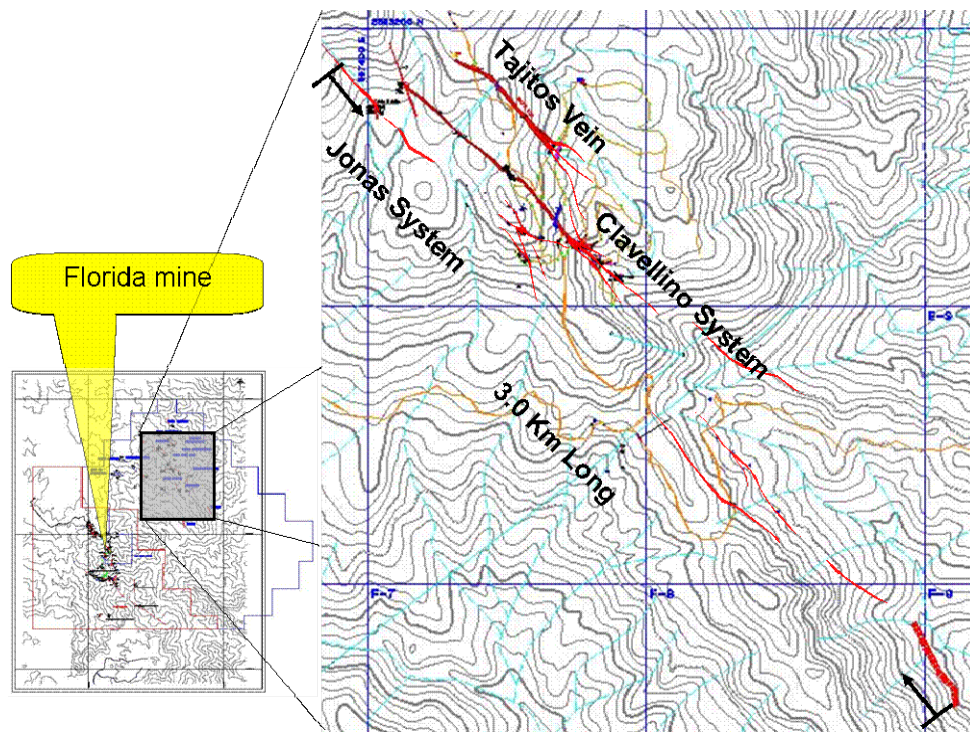 Tajitos Vein
Jonas System
Clavellino System
Florida mine
E-9
3.0 Km Long
F-7
F-8
F-9